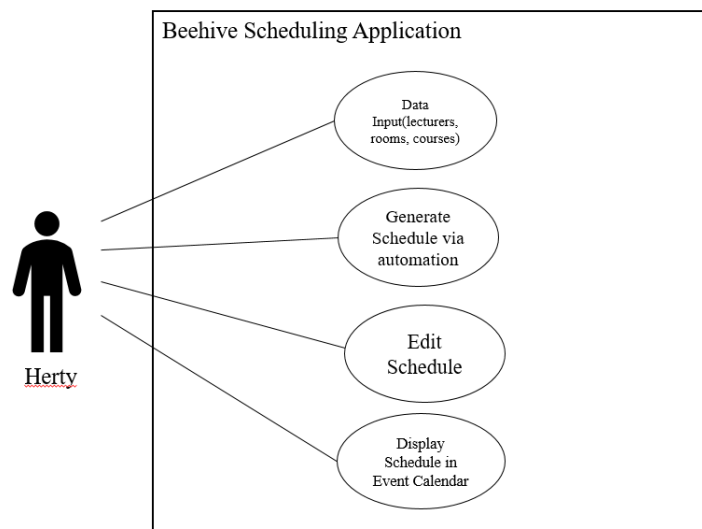 Beehive Scheduling Application
Data
Input(lecturers,
rooms, courses)
Generate
Schedule via
automation
Edit
Schedule
Herty
Display
Schedule in
Event Calendar